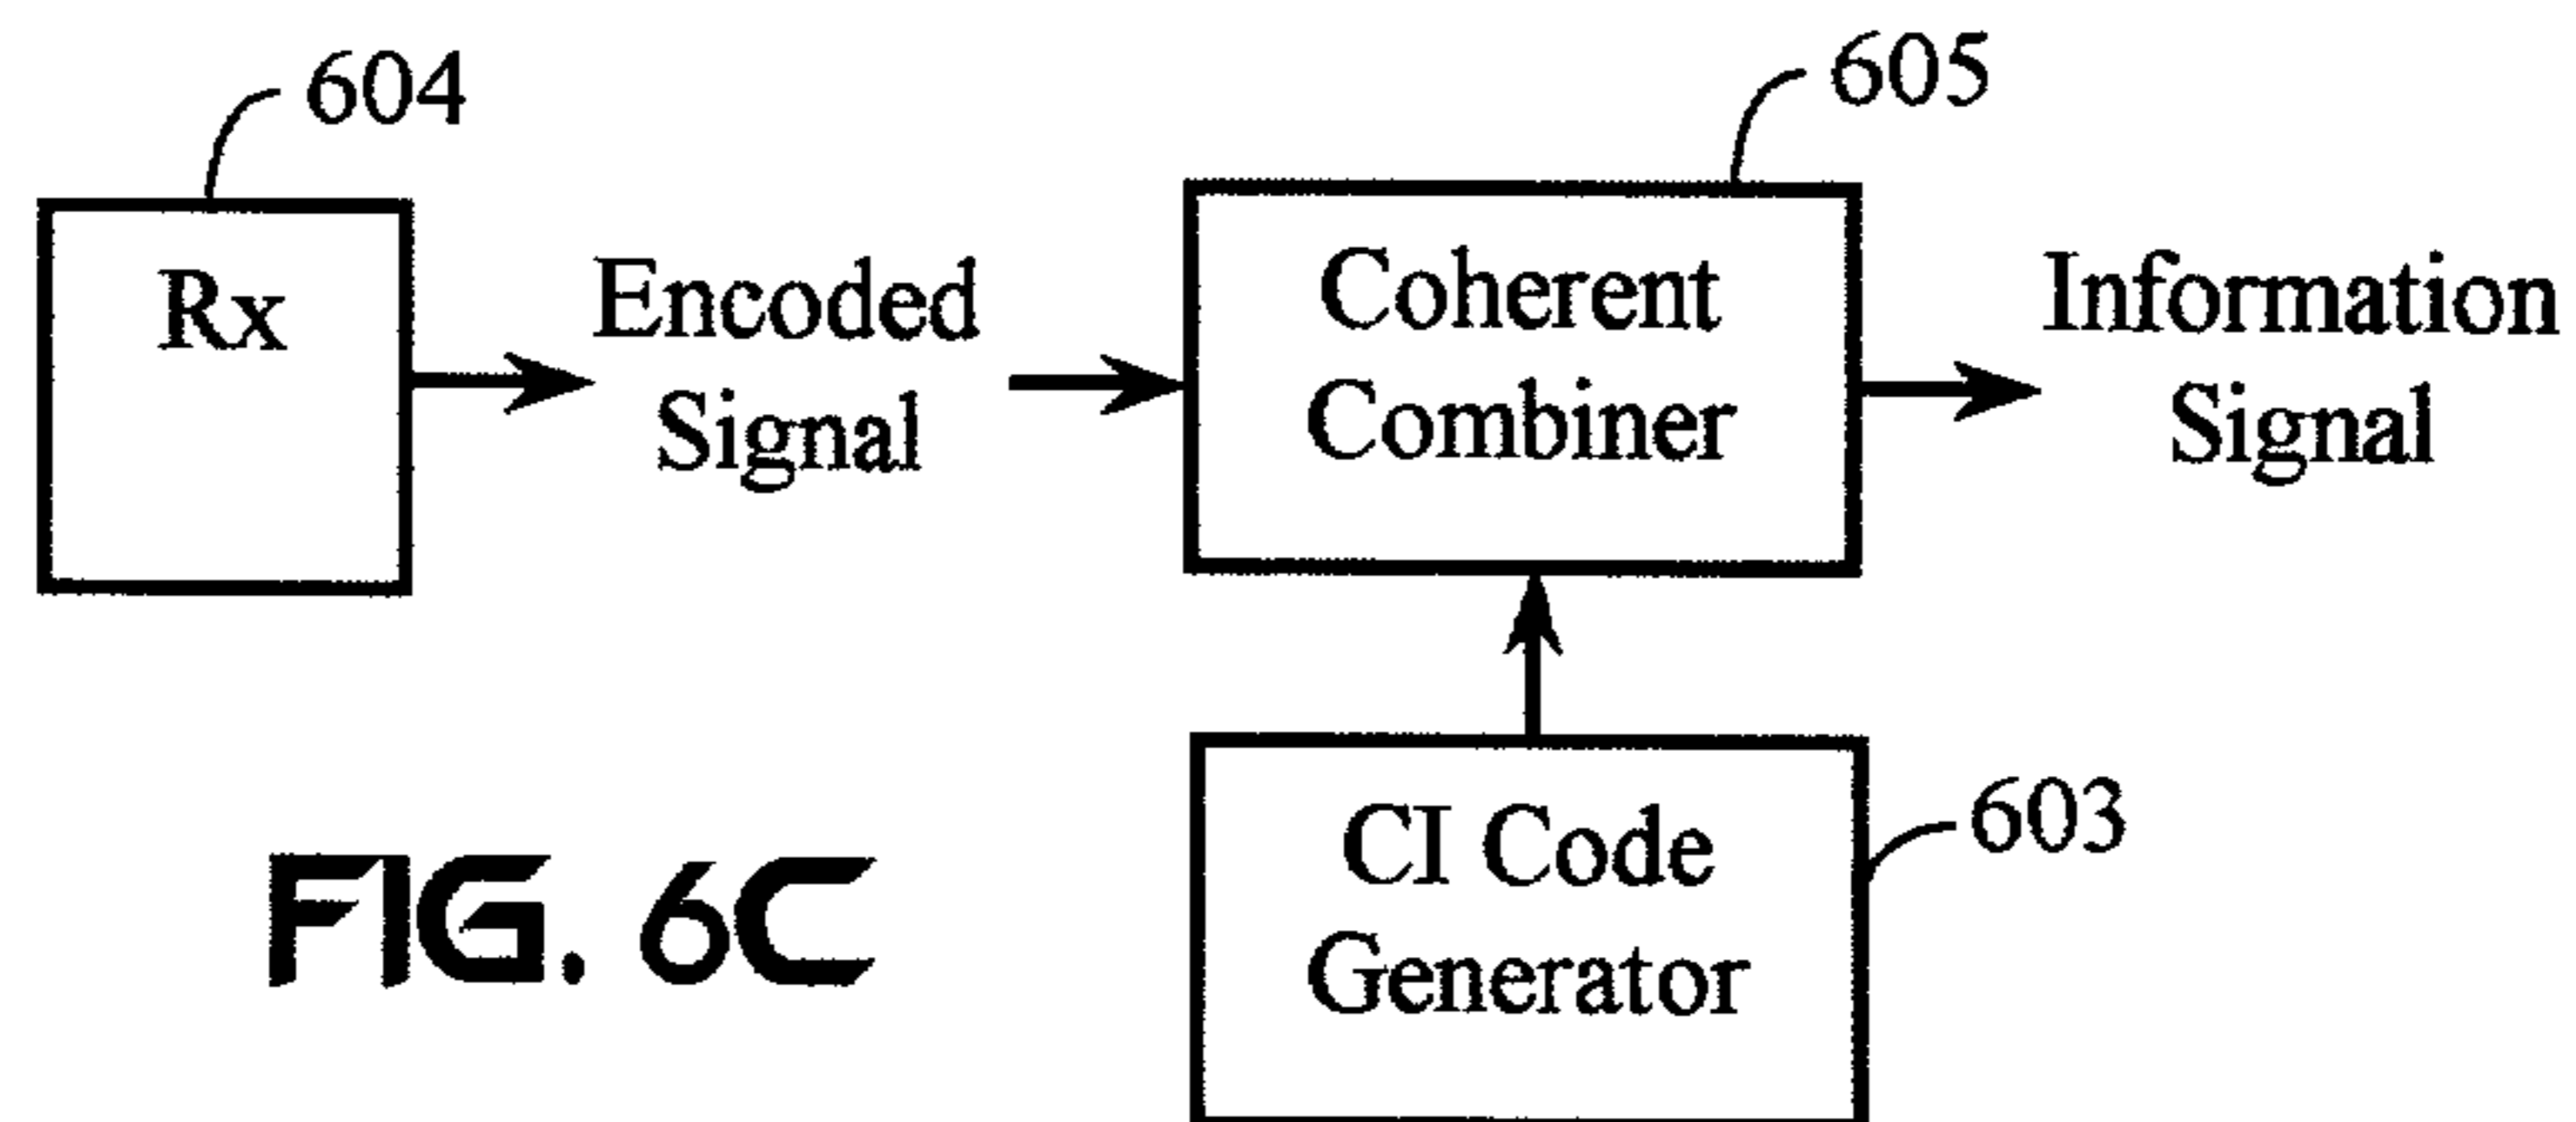 604
605
Rx
Encoded
Signal
Coherent
Combiner
Information
Signal
CI Code
Generator
603
FIG. 6C